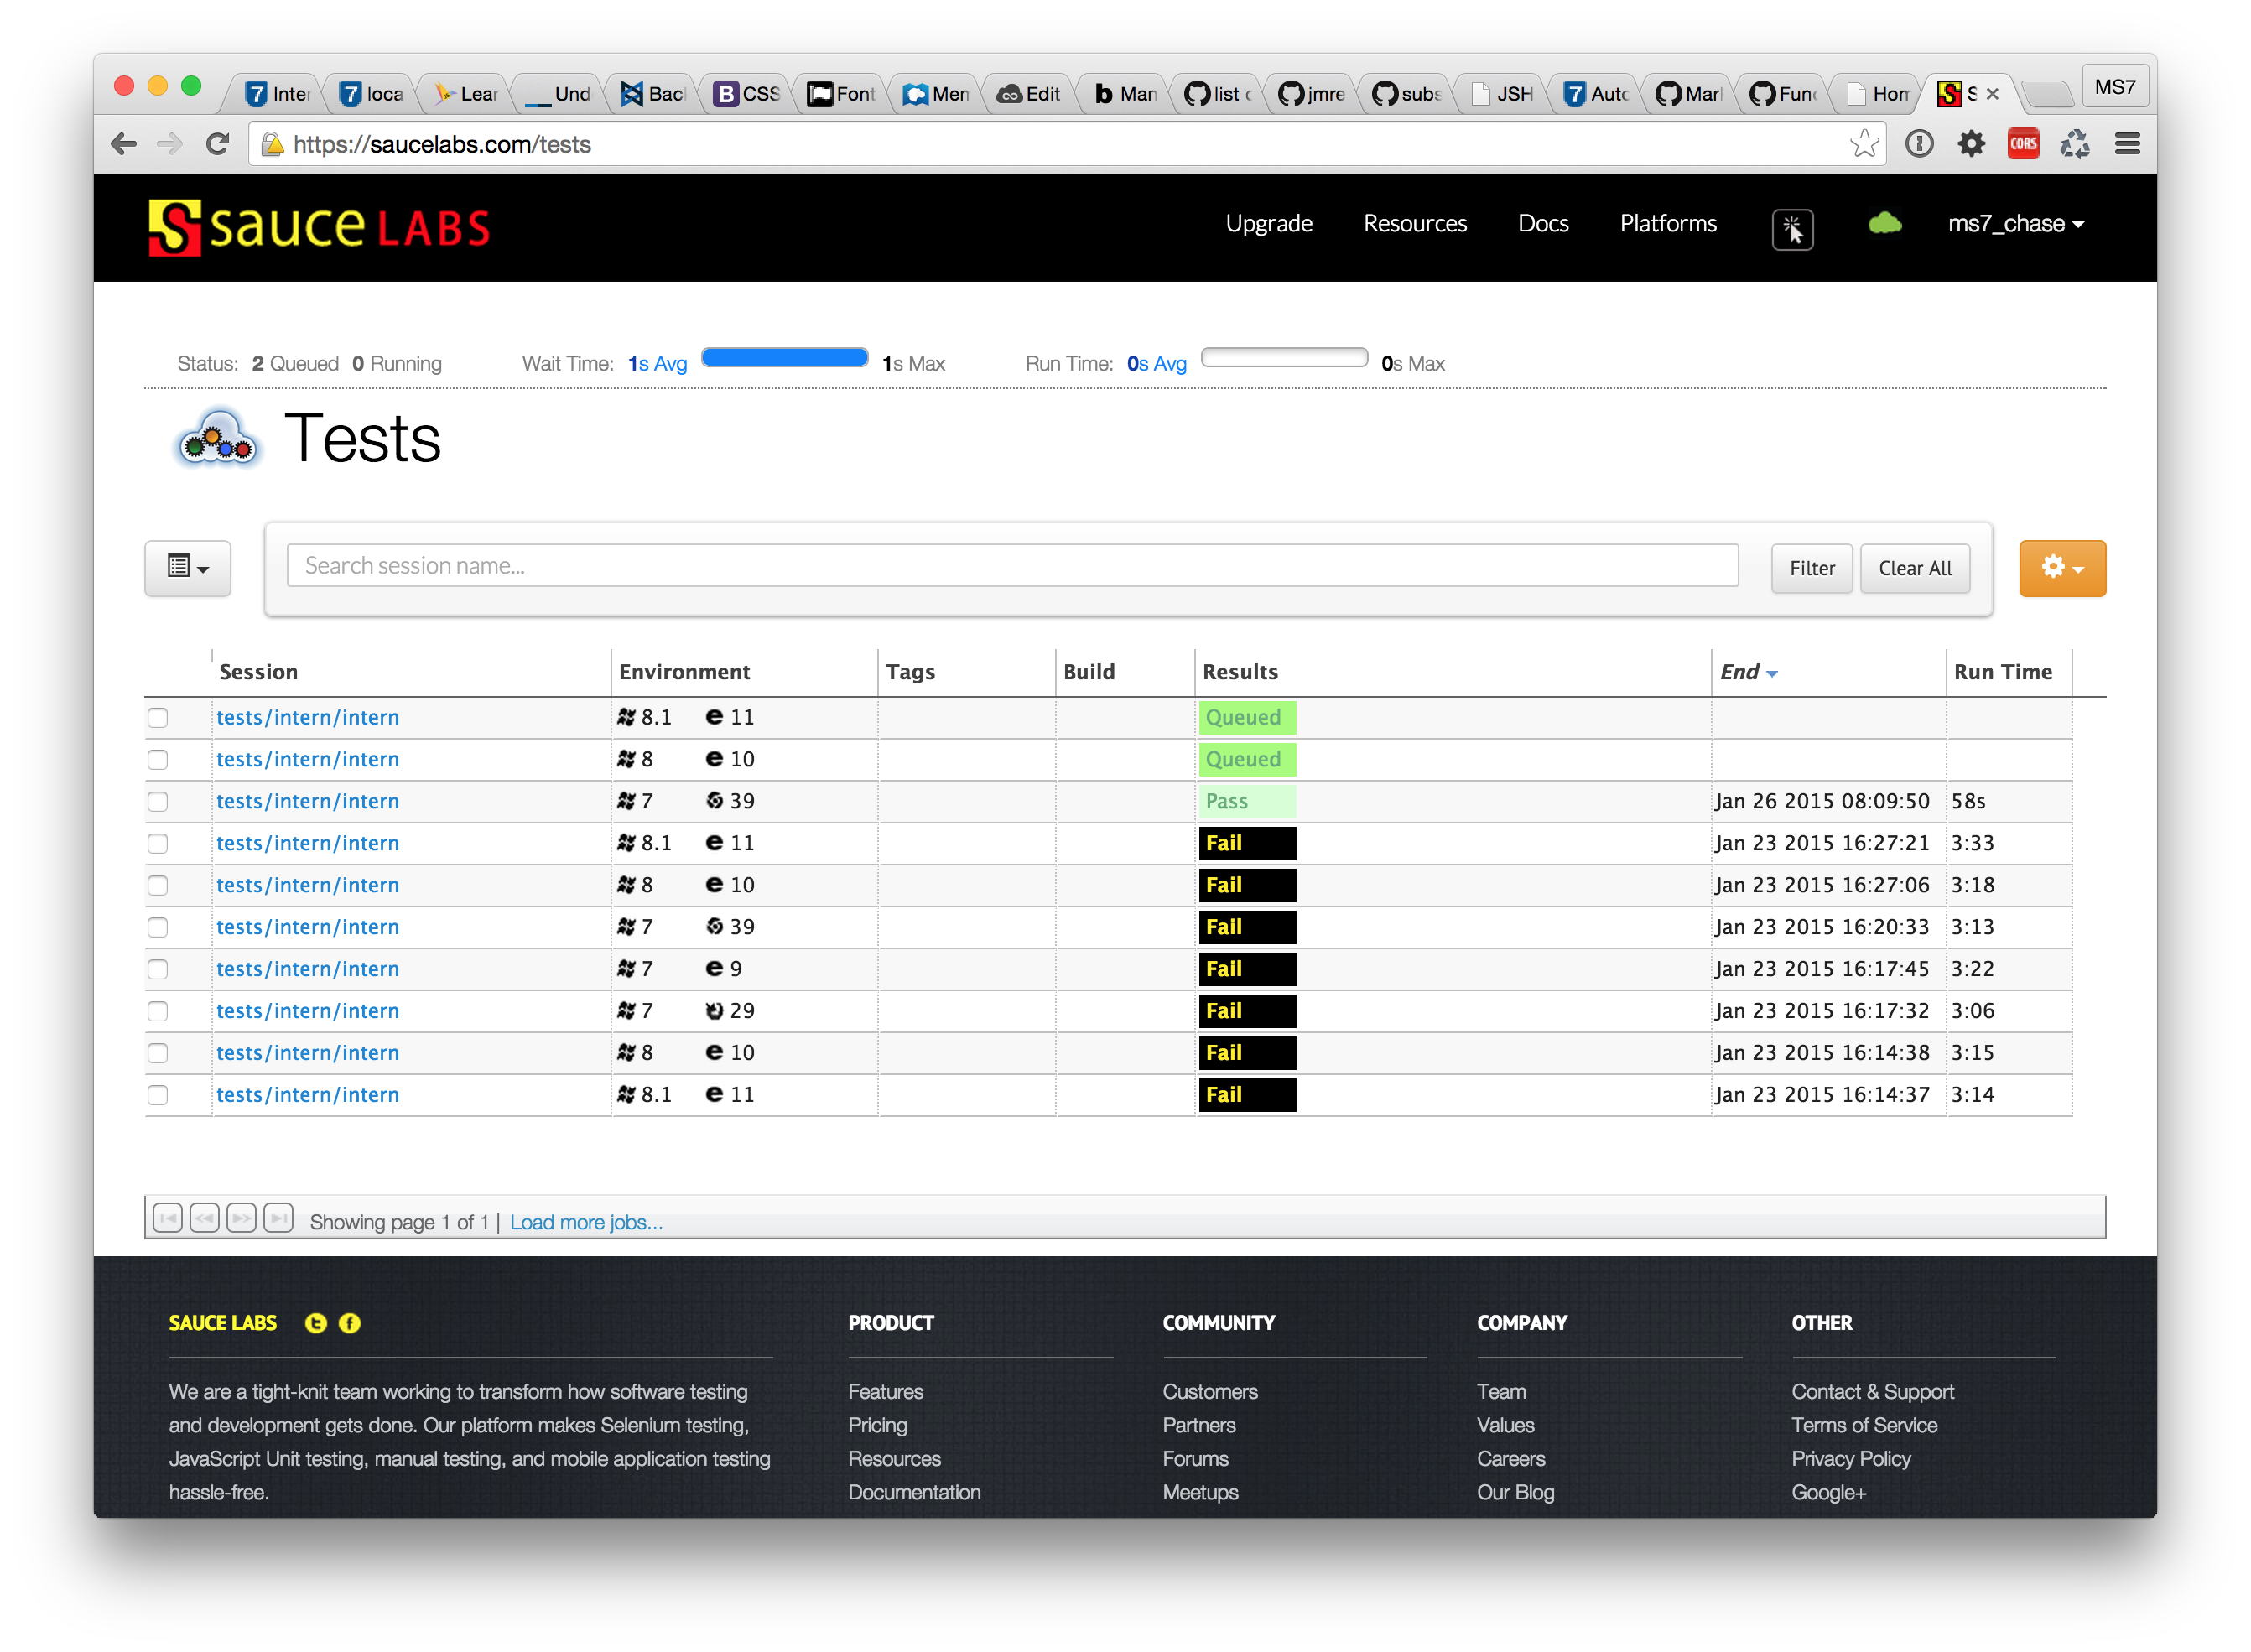 7 Inter 7 loca Lear Und Back B CSS Font Mem Edit b Man list jmre subs JSH 7 Auto Mark Func Hom S MS7
https://saucelabs.com/tests CORS
sauce LABS Upgrade Resources Docs Platforms ms7_chase
Status: 2 Queued 0 Running Wait Time: 1s Avg 1s Max Run Time: 0s Avg 0s Max
Tests
Search session name... Filter Clear All
Session Environment Tags Build Results End Run Time
tests/intern/intern 8.1 11 Queued
tests/intern/intern 8 10 Queued
tests/intern/intern 7 39 Pass Jan 26 2015 08:09:50 58s
tests/intern/intern 8.1 11 Fail Jan 23 2015 16:27:21 3:33
tests/intern/intern 8 10 Fail Jan 23 2015 16:27:06 3:18
tests/intern/intern 7 39 Fail Jan 23 2015 16:20:33 3:13
tests/intern/intern 7 9 Fail Jan 23 2015 16:17:45 3:22
tests/intern/intern 7 29 Fail Jan 23 2015 16:17:32 3:06
tests/intern/intern 8 10 Fail Jan 23 2015 16:14:38 3:15
tests/intern/intern 8.1 11 Fail Jan 23 2015 16:14:37 3:14
Showing page 1 of 1 | Load more jobs...
SAUCE LABS PRODUCT COMMUNITY COMPANY OTHER
We are a tight-knit team working to transform how software testing Features Customers Team Contact & Support
and development gets done. Our platform makes Selenium testing, Pricing Partners Values Terms of Service
JavaScript Unit testing, manual testing, and mobile application testing Resources Forums Careers Privacy Policy
hassle-free. Documentation Meetups Our Blog Google+